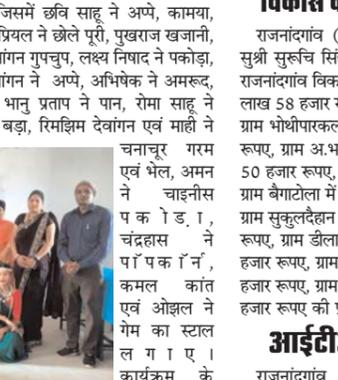 जिसमें छवि साहू ने अप्पे, कामया,
प्रियल ने छोले पूरी, पुखराज खजानी,
ांगन गुपचुप, लक्ष्य निषाद ने पकोड़ा,
ांगन ने अप्पे, अभिषेक ने अमरूद,
भानु प्रताप ने पान, रोमा साहू ने
बड़ा, रिमझिम देवांगन एवं माही ने
चनाचूर गरम
एवं भेल, अमन
ने चाइनीस
पकोड़ा,
चंद्रहास ने
पॉपकॉर्न,
कमल कांत
एवं ओझल ने
गेम का स्टाल
लगाए।
कार्यक्रम के
विकास क
राजनांदगांव (
सुश्री सुरूचि सिं
राजनांदगांव विक
लाख 58 हजार
ग्राम भोथीपारकल
रूपए, ग्राम अ.भ
50 हजार रूपए,
ग्राम बैगाटोला में
ग्राम सुकुलदैहान
रूपए, ग्राम डीला
हजार रूपए, ग्राम
हजार रूपए, ग्राम
हजार रूपए की प्र
आईटी
राजनांदगांव